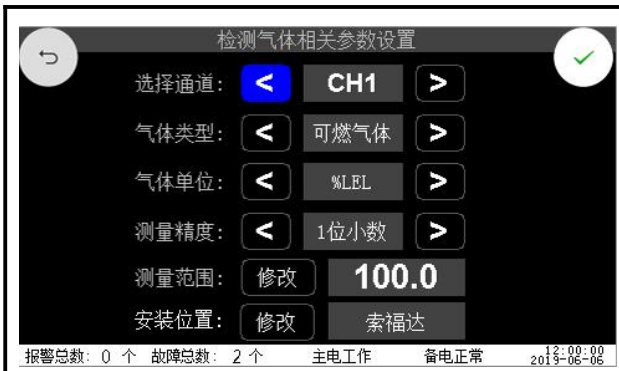 检测气体相关参数设置
选择通道: < CH1 >
气体类型: < 可燃气体 >
气体单位: < %LEL >
测量精度: < 1位小数 >
测量范围: 修改 100.0
安装位置: 修改 索福达
报警总数: 0 个 故障总数: 2 个 主电工作 备电正常 12:00:00
2019-06-06